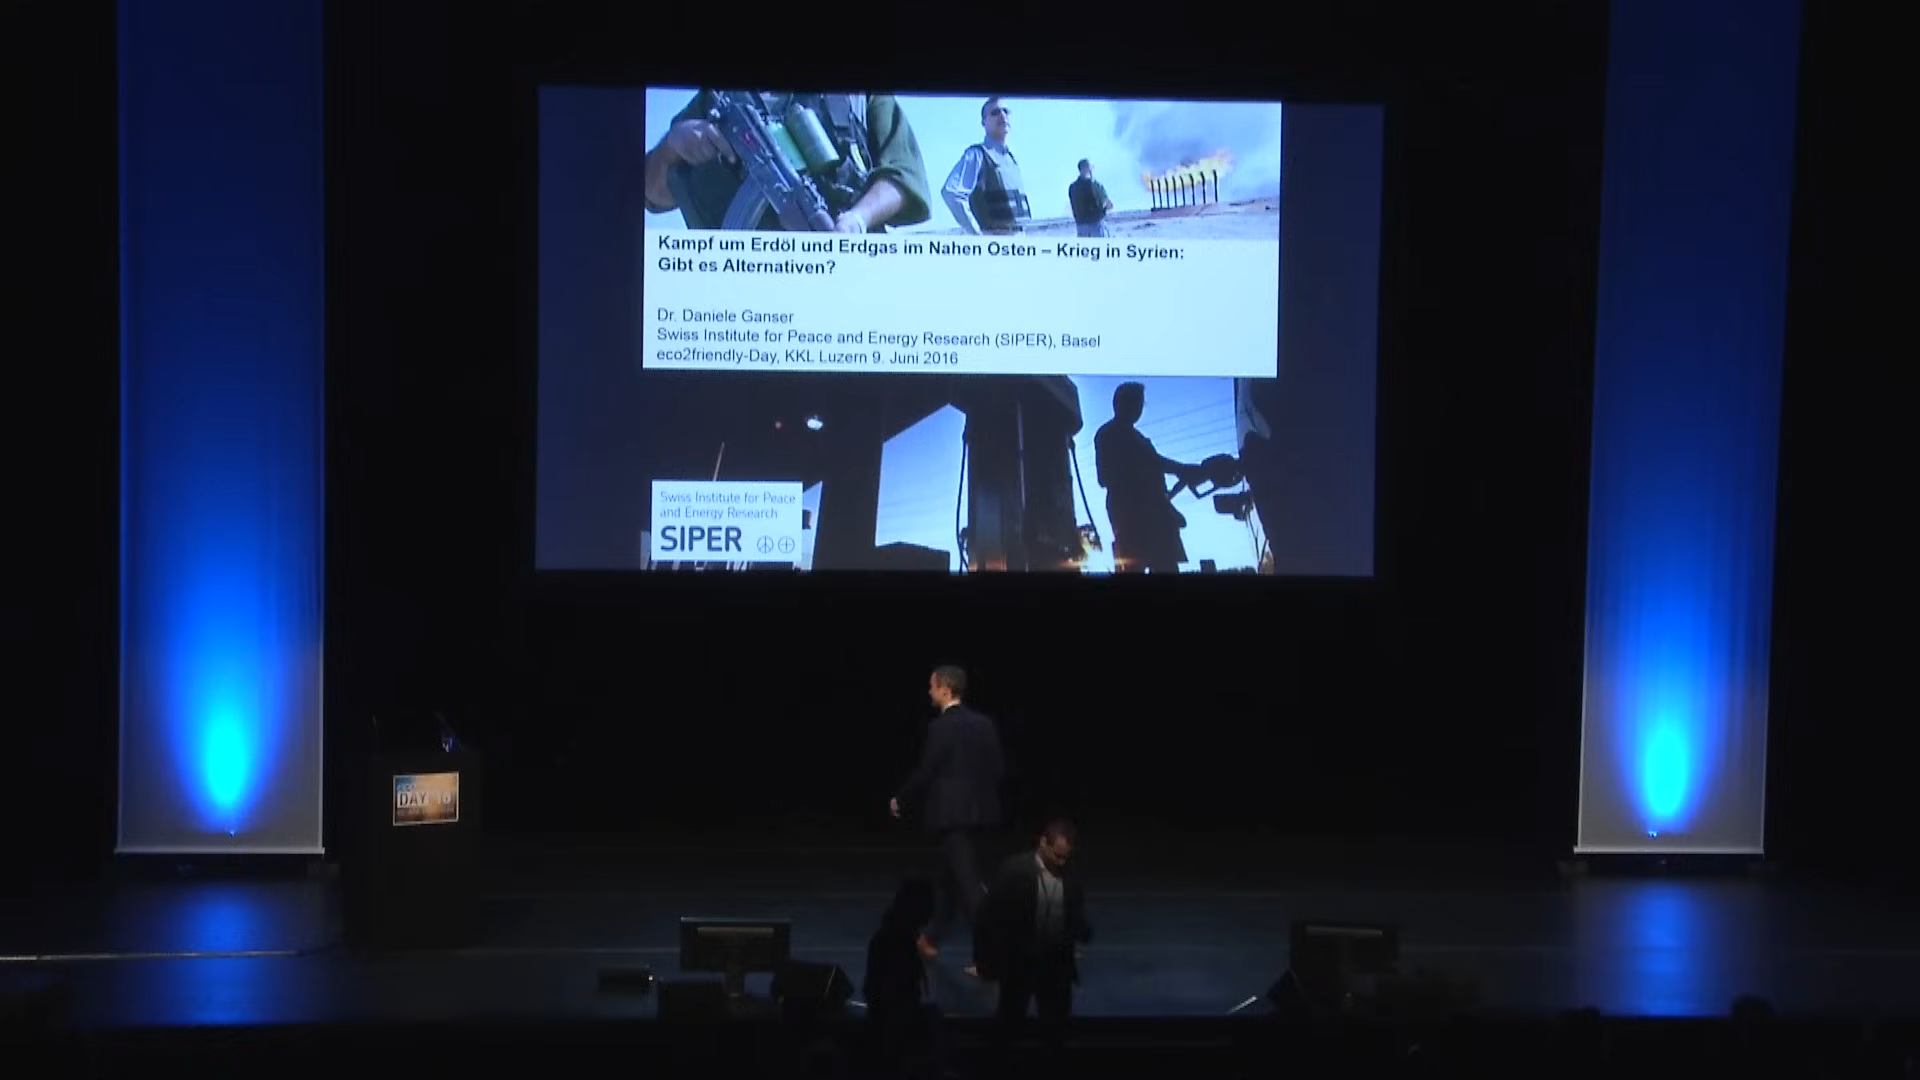 Kampf um Erdöl und Erdgas im Nahen Osten – Krieg in Syrien:
Gibt es Alternativen?
Dr. Daniele Ganser
Swiss Institute for Peace and Energy Research (SIPER), Basel
eco2friendly-Day, KKL Luzern 9. Juni 2016
Swiss Institute for Peace
and Energy Research
SIPER
DAY